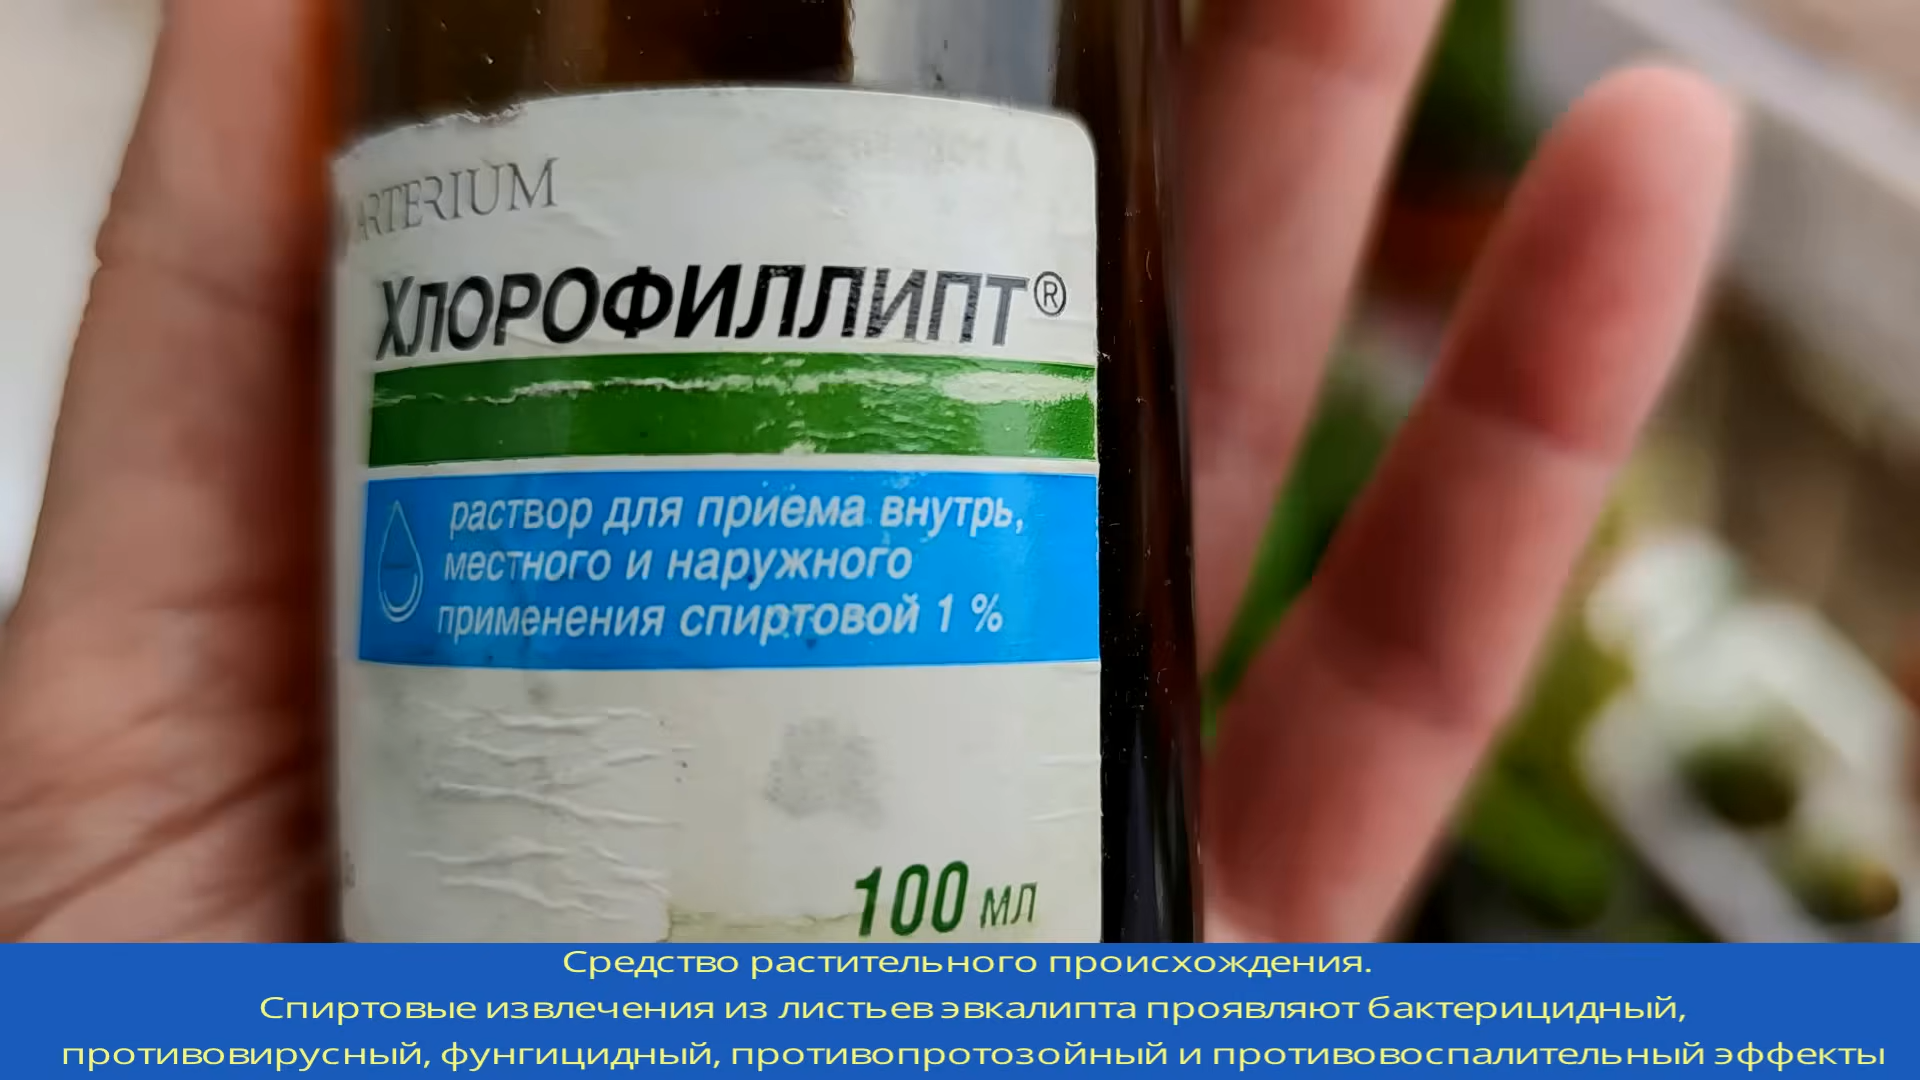 ARTERIUM
ХЛОРОФИЛЛИПТ®
раствор для приема внутрь,
местного и наружного
применения спиртовой 1 %
100 мл
Средство растительного происхождения.
Спиртовые извлечения из листьев эвкалипта проявляют бактерицидный,
противовирусный, фунгицидный, противопротозойный и противовоспалительный эффекты